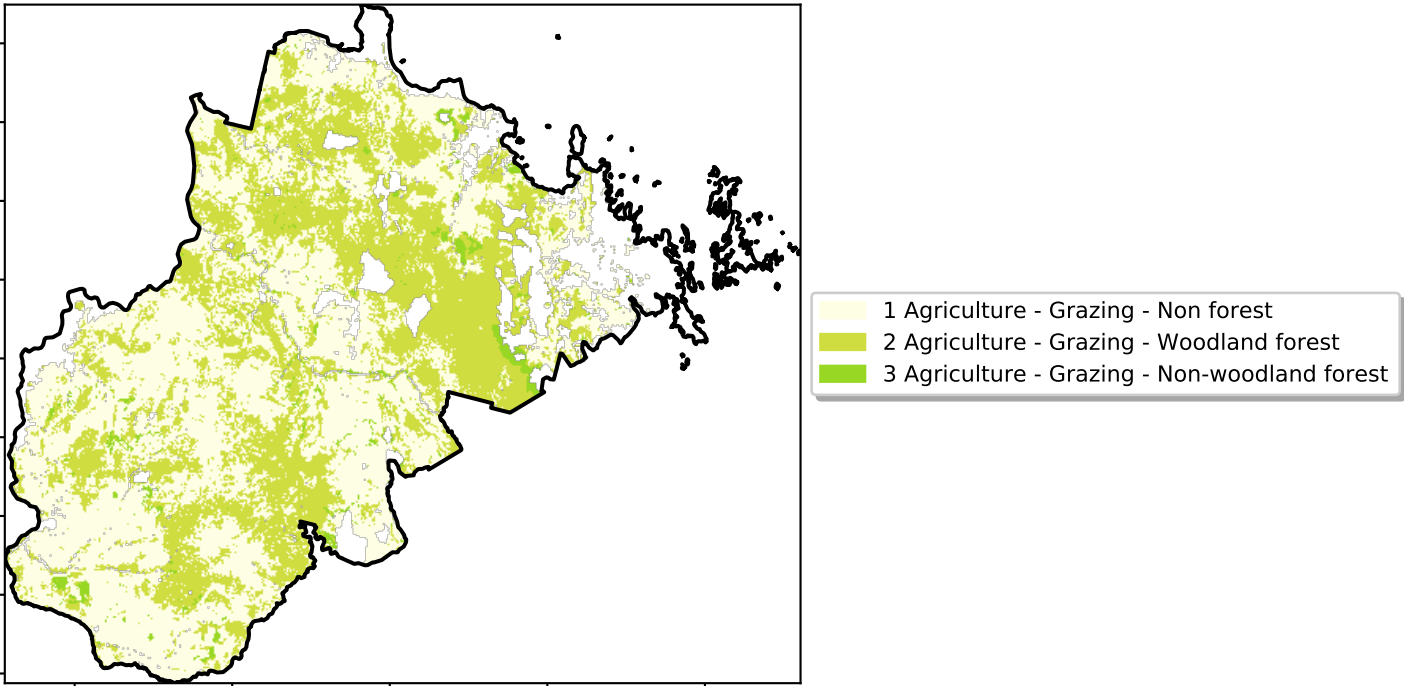 1 Agriculture - Grazing - Non forest
2 Agriculture - Grazing - Woodland forest
3 Agriculture - Grazing - Non-woodland forest